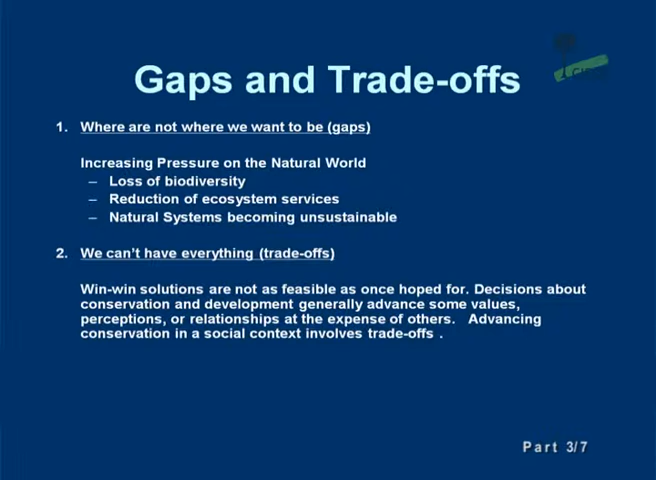 Gaps and Trade-offs
1. Where are not where we want to be (gaps)
Increasing Pressure on the Natural World
– Loss of biodiversity
– Reduction of ecosystem services
– Natural Systems becoming unsustainable
2. We can't have everything (trade-offs)
Win-win solutions are not as feasible as once hoped for. Decisions about
conservation and development generally advance some values,
perceptions, or relationships at the expense of others. Advancing
conservation in a social context involves trade-offs .
Part 3/7